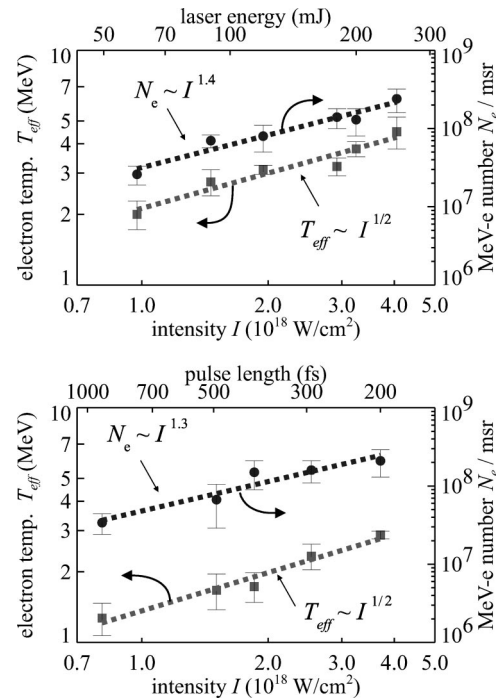 laser energy (mJ)
60 90 120 200 250 300
10 7 5 4 3 2 1
electron temp. T_eff (MeV)
N_e ~ I^1.4
T_eff ~ I^1/2
10^9 10^8 10^7 10^6
MeV-e number N_e / msr
0.7 1.0 2.0 3.0 4.0 5.0
intensity I (10^18 W/cm^2)
pulse length (fs)
1000 700 500 300 200
10 7 5 4 3 2 1
electron temp. T_eff (MeV)
N_e ~ I^1.3
T_eff ~ I^1/2
10^9 10^8 10^7 10^6
MeV-e number N_e / msr
0.7 1.0 2.0 3.0 4.0 5.0
intensity I (10^18 W/cm^2)